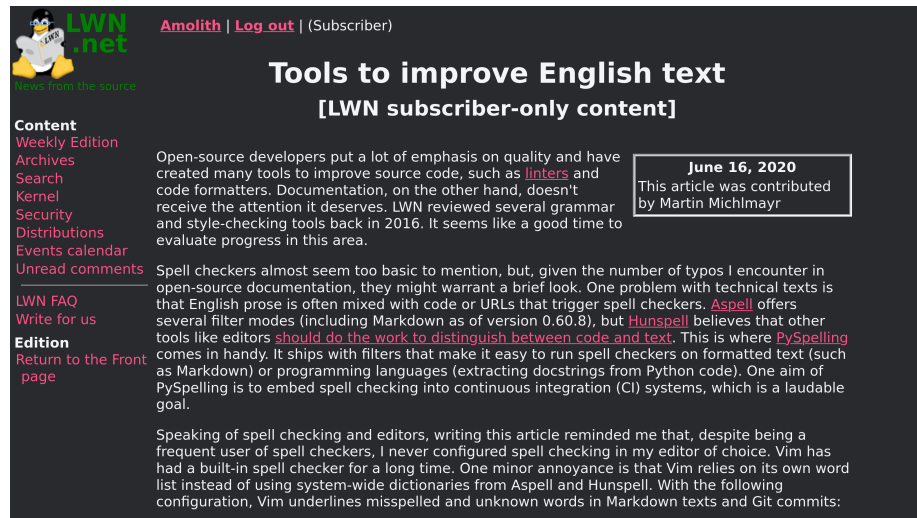 LWN
.net
News from the source
Content
Weekly Edition
Archives
Search
Kernel
Security
Distributions
Events calendar
Unread comments
LWN FAQ
Write for us
Edition
Return to the Front
page
Amolith | Log out | (Subscriber)
Tools to improve English text
[LWN subscriber-only content]
June 16, 2020
This article was contributed
by Martin Michlmayr
Open-source developers put a lot of emphasis on quality and have
created many tools to improve source code, such as linters and
code formatters. Documentation, on the other hand, doesn't
receive the attention it deserves. LWN reviewed several grammar
and style-checking tools back in 2016. It seems like a good time to
evaluate progress in this area.
Spell checkers almost seem too basic to mention, but, given the number of typos I encounter in
open-source documentation, they might warrant a brief look. One problem with technical texts is
that English prose is often mixed with code or URLs that trigger spell checkers. Aspell offers
several filter modes (including Markdown as of version 0.60.8), but Hunspell believes that other
tools like editors should do the work to distinguish between code and text. This is where PySpelling
comes in handy. It ships with filters that make it easy to run spell checkers on formatted text (such
as Markdown) or programming languages (extracting docstrings from Python code). One aim of
PySpelling is to embed spell checking into continuous integration (CI) systems, which is a laudable
goal.
Speaking of spell checking and editors, writing this article reminded me that, despite being a
frequent user of spell checkers, I never configured spell checking in my editor of choice. Vim has
had a built-in spell checker for a long time. One minor annoyance is that Vim relies on its own word
list instead of using system-wide dictionaries from Aspell and Hunspell. With the following
configuration, Vim underlines misspelled and unknown words in Markdown texts and Git commits: